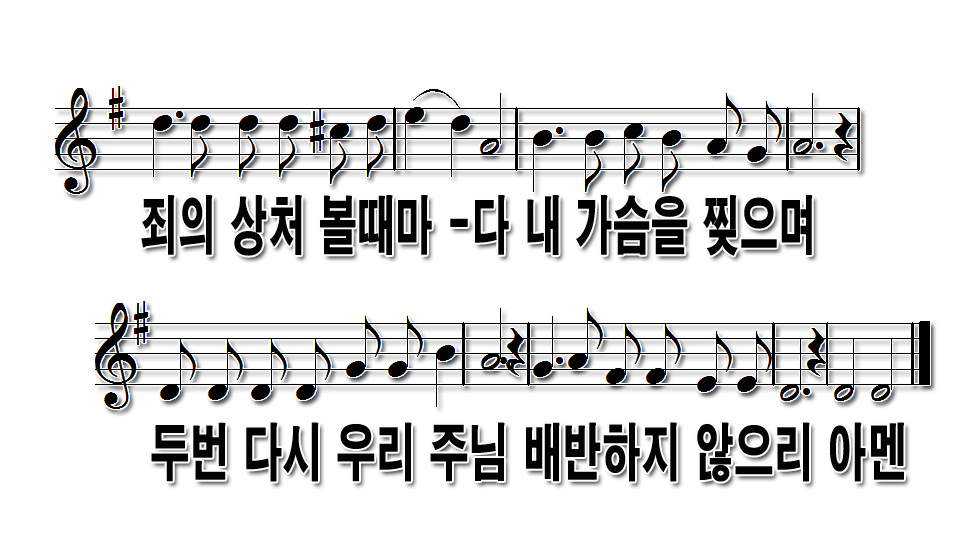 죄의 상처 볼때마 -다 내 가슴을 찢으며
두번 다시 우리 주님 배반하지 않으리 아멘